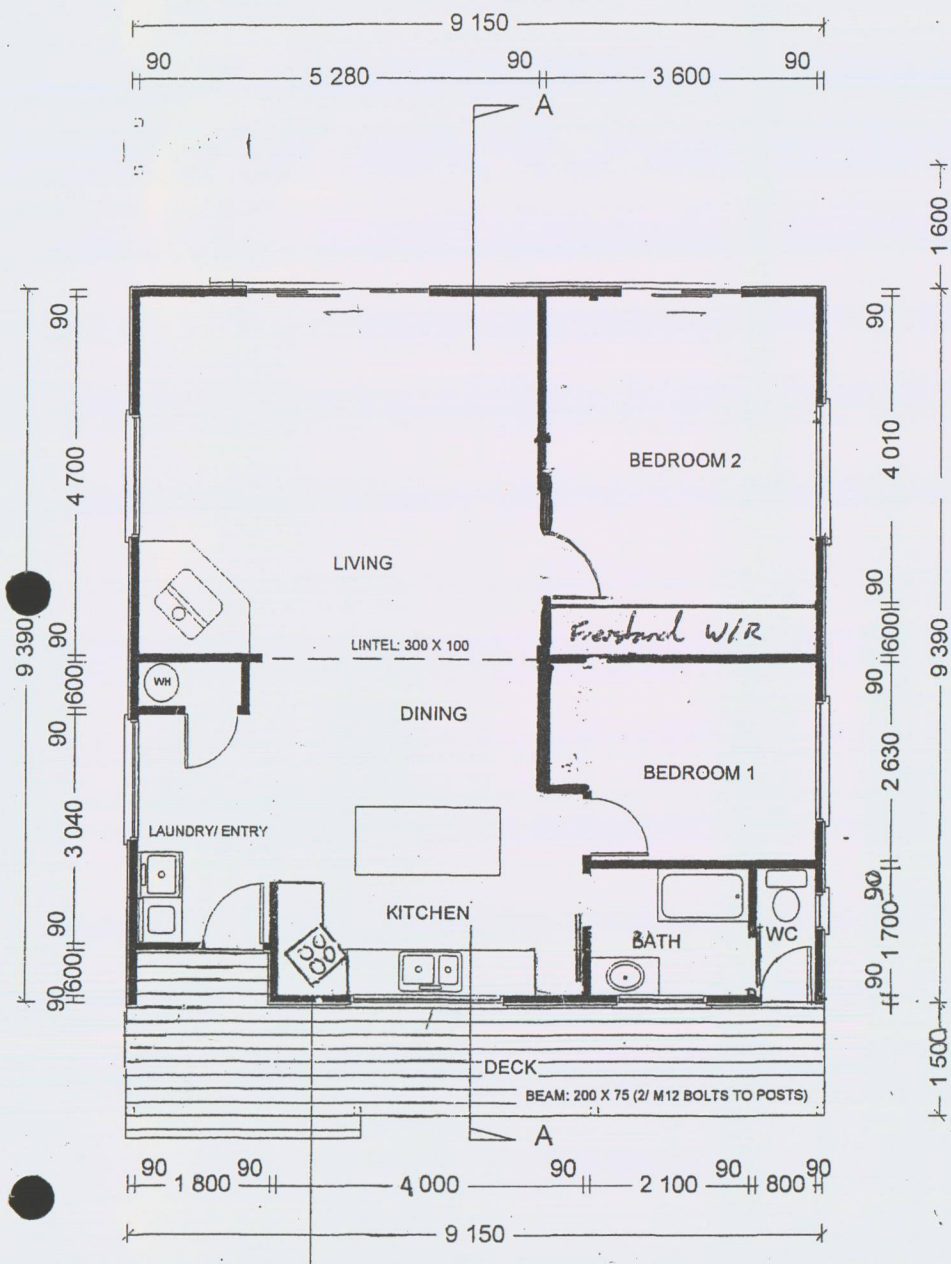 9 150
90 5 280 90 3 600 90
A
1 600
90
90
4 700
4 010
BEDROOM 2
LIVING
90
9 390
90
LINTEL: 300 X 100
W/R
600
9 390
600
WH
90
90
DINING
2 630
BEDROOM 1
3 040
LAUNDRY/ ENTRY
90
KITCHEN
1 700
BATH
WC
90
600
90
90
DECK
1 500
BEAM: 200 X 75 (2/ M12 BOLTS TO POSTS)
A
90 1 800 90 4 000 90 2 100 90 800 90
9 150